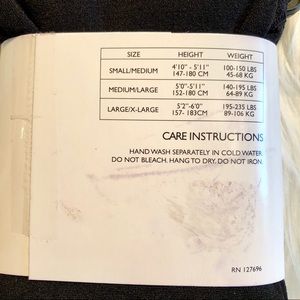 SIZE HEIGHT WEIGHT
SMALL/MEDIUM 4'10" - 5'11" 100-150 LBS
147-180 CM 45-68 KG
MEDIUM/LARGE 5'0"-5'11" 140-195 LBS
152-180 CM 64-89 KG
LARGE/X-LARGE 5'2"-6'0" 195-235 LBS
157- 183CM 89-106 KG
CARE INSTRUCTIONS
HAND WASH SEPARATELY IN COLD WATER.
DO NOT BLEACH. HANG TO DRY. DO NOT IRON.
RN 127696